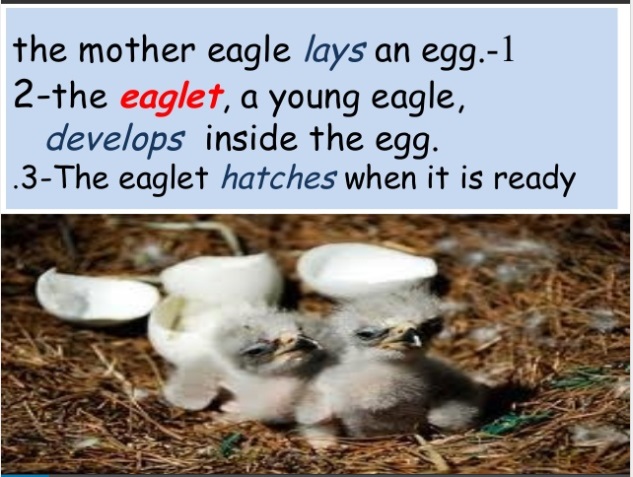 the mother eagle lays an egg.-1
2-the eaglet, a young eagle,
develops inside the egg.
.3-The eaglet hatches when it is ready